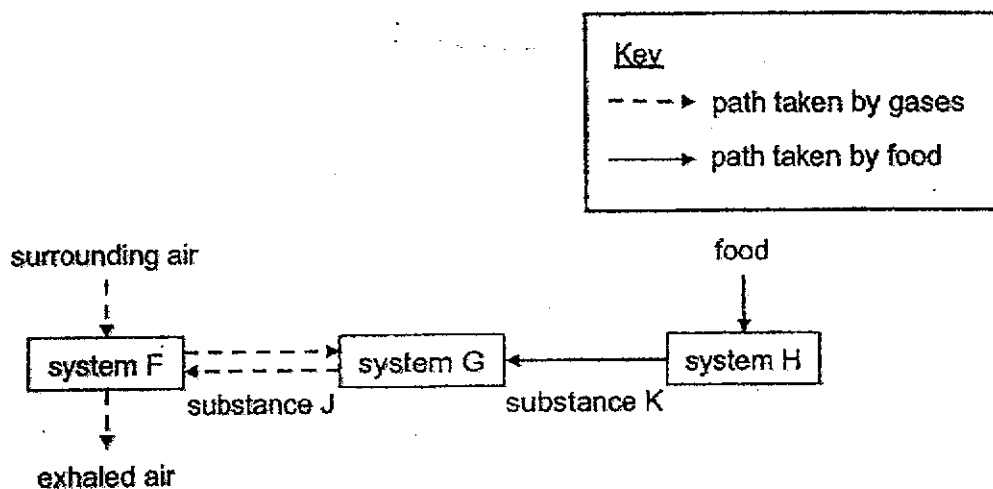 Key
path taken by gases
path taken by food
surrounding air
food
system F
system G
system H
substance J
substance K
exhaled air